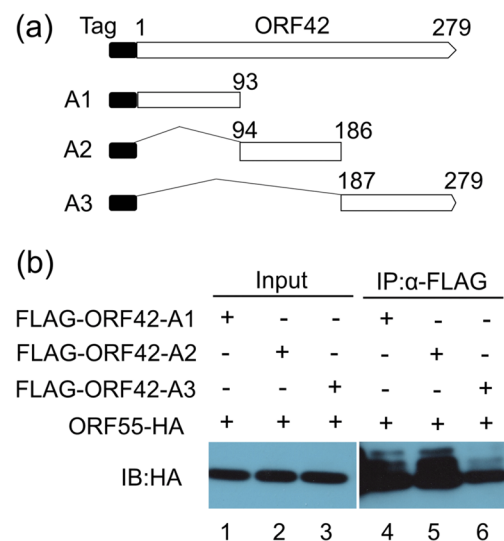 (a)
Tag 1 ORF42 279
A1 93
A2 94 186
A3 187 279
(b)
Input IP:α-FLAG
FLAG-ORF42-A1 + - - + - -
FLAG-ORF42-A2 - + - - + -
FLAG-ORF42-A3 - - + - - +
ORF55-HA + + + + + +
IB:HA
1 2 3 4 5 6